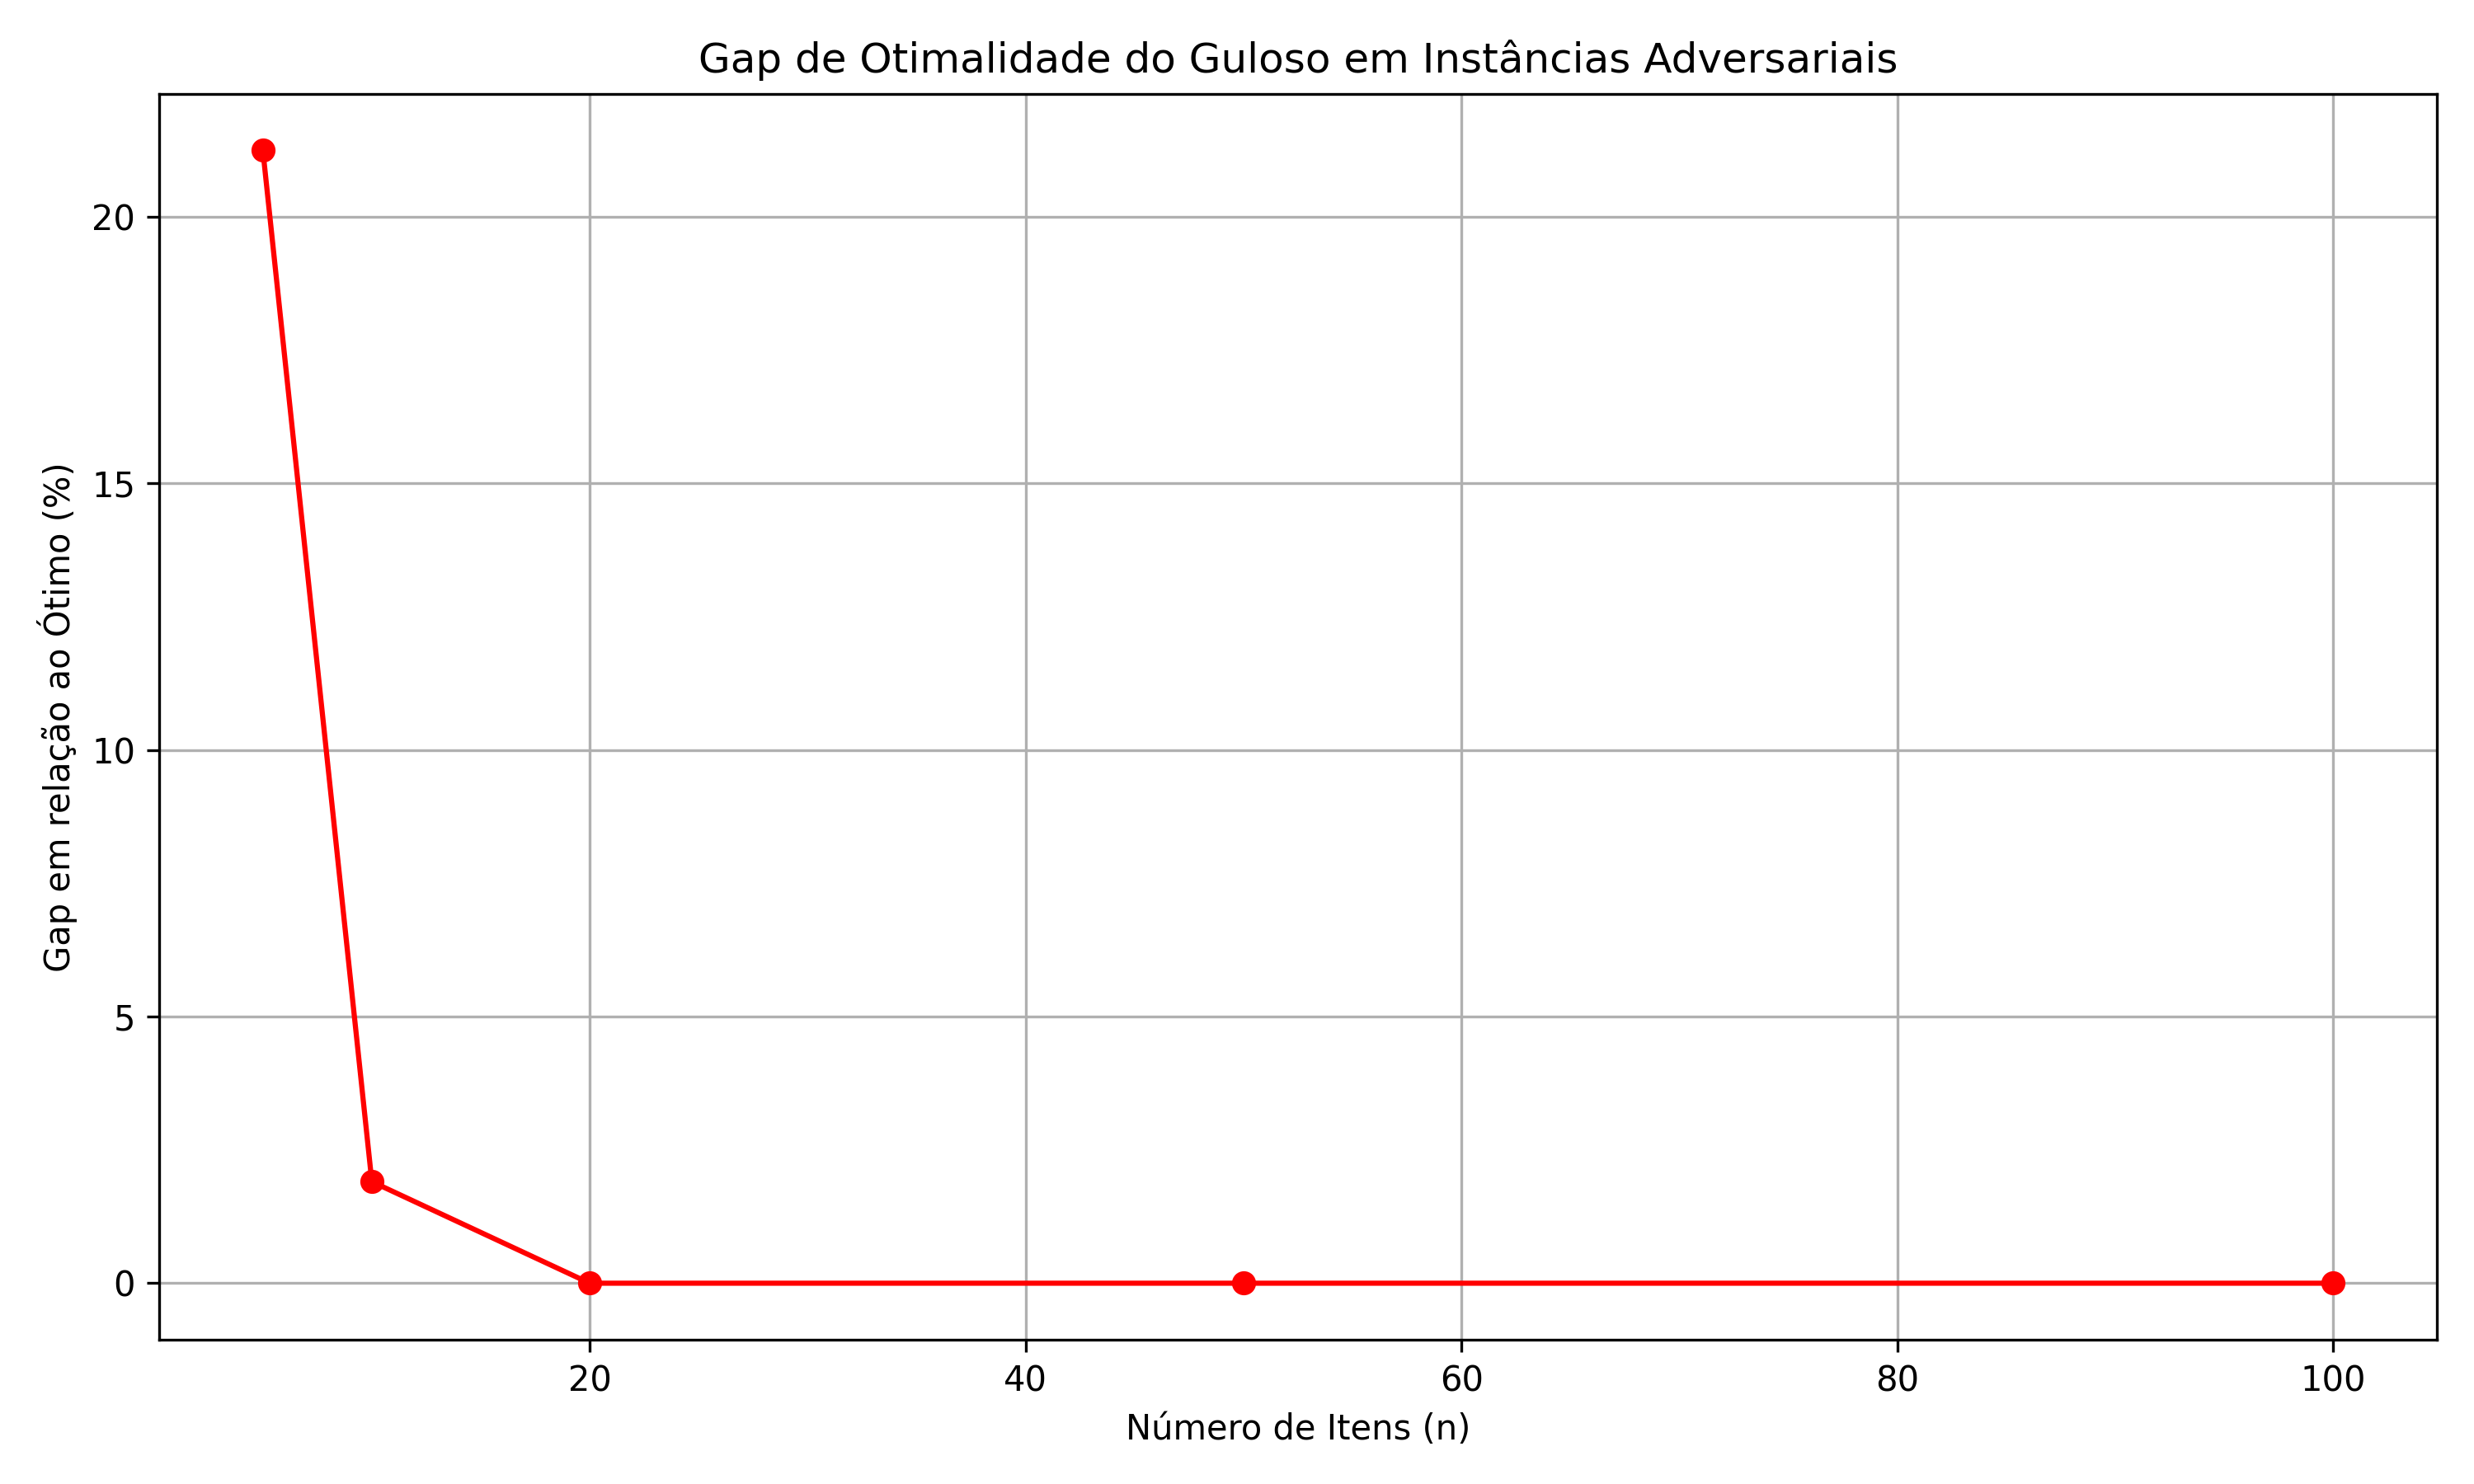 Gap de Otimalidade do Guloso em Instâncias Adversariais
Gap em relação ao Ótimo (%)
20
15
10
5
0
20 40 60 80 100
Número de Itens (n)